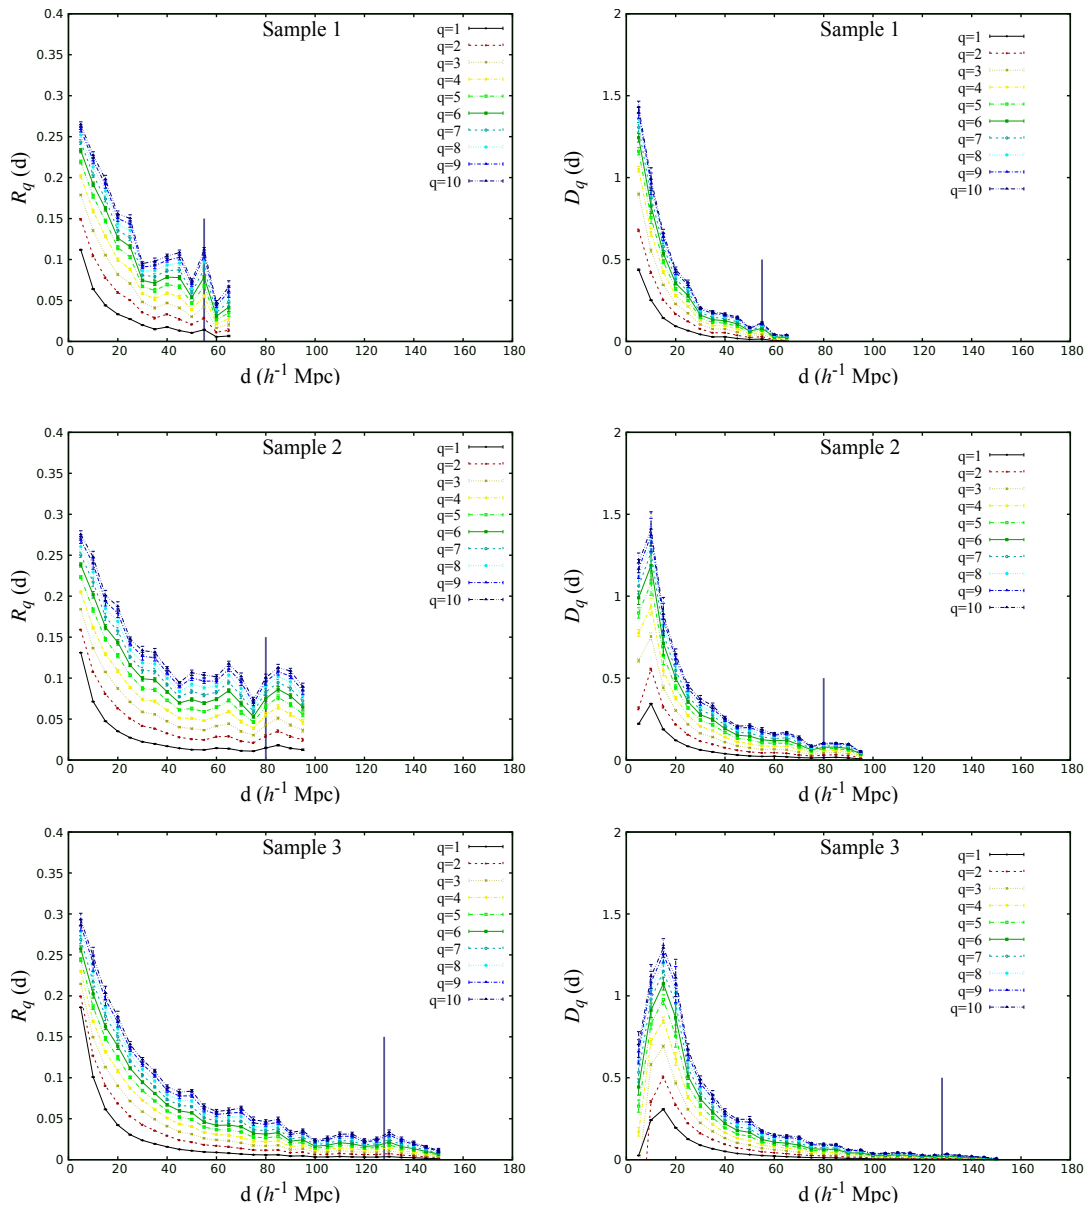 Sample 1
R_q (d)
0.4
0.35
0.3
0.25
0.2
0.15
0.1
0.05
0
q=1
q=2
q=3
q=4
q=5
q=6
q=7
q=8
q=9
q=10
0 20 40 60 80 100 120 140 160 180
d (h⁻¹ Mpc)
Sample 1
D_q (d)
2
1.5
1
0.5
0
q=1
q=2
q=3
q=4
q=5
q=6
q=7
q=8
q=9
q=10
0 20 40 60 80 100 120 140 160 180
d (h⁻¹ Mpc)
Sample 2
R_q (d)
0.4
0.35
0.3
0.25
0.2
0.15
0.1
0.05
0
q=1
q=2
q=3
q=4
q=5
q=6
q=7
q=8
q=9
q=10
0 20 40 60 80 100 120 140 160 180
d (h⁻¹ Mpc)
Sample 2
D_q (d)
2
1.5
1
0.5
0
q=1
q=2
q=3
q=4
q=5
q=6
q=7
q=8
q=9
q=10
0 20 40 60 80 100 120 140 160 180
d (h⁻¹ Mpc)
Sample 3
R_q (d)
0.4
0.35
0.3
0.25
0.2
0.15
0.1
0.05
0
q=1
q=2
q=3
q=4
q=5
q=6
q=7
q=8
q=9
q=10
0 20 40 60 80 100 120 140 160 180
d (h⁻¹ Mpc)
Sample 3
D_q (d)
2
1.5
1
0.5
0
q=1
q=2
q=3
q=4
q=5
q=6
q=7
q=8
q=9
q=10
0 20 40 60 80 100 120 140 160 180
d (h⁻¹ Mpc)